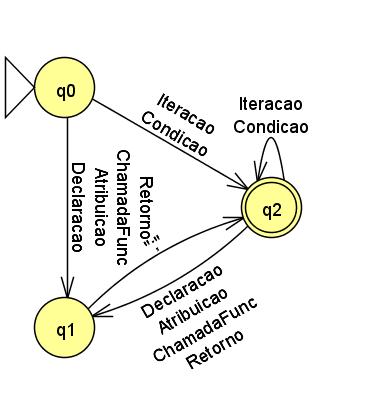 q0
Iteracao
Condicao
Iteracao
Condicao
q2
Retorno
ChamadaFunc
Atribuicao
Declaracao
";"
Declaracao
Atribuicao
ChamadaFunc
Retorno
q1